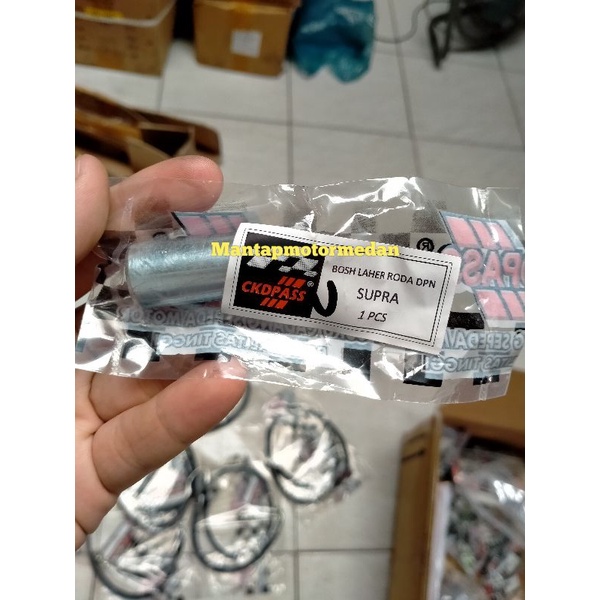 Mantapmotormedan
CKDPASS
BOSH LAHER RODA DPN
SUPRA
1 PCS